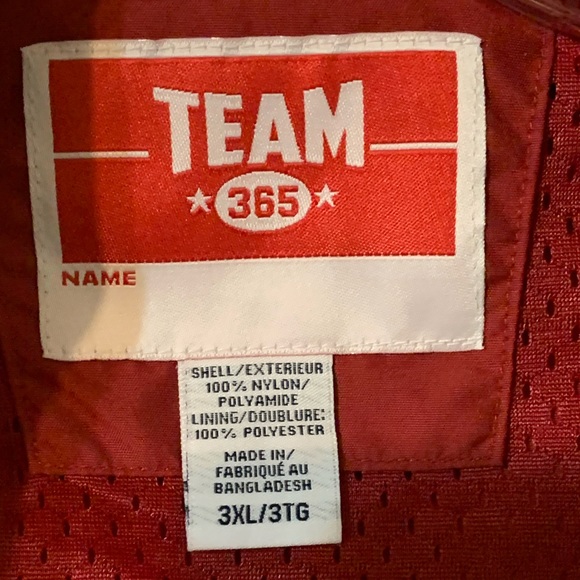 TEAM
365
NAME
SHELL/EXTERIEUR
100% NYLON/
POLYAMIDE
LINING/DOUBLURE:
100% POLYESTER
MADE IN/
FABRIQUÉ AU
BANGLADESH
3XL/3TG